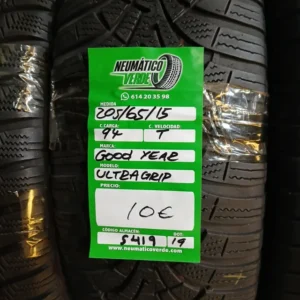 NEUMÁTICO
VERDE
614 20 35 98
MEDIDA
205/65/15
C. CARGA: C. VELOCIDAD:
94 T
MARCA:
GOOD YEAR
MODELO:
ULTRAGRIP
PRECIO:
10€
CÓDIGO ALMACÉN: DOT:
5419 19
www.neumaticoverde.com